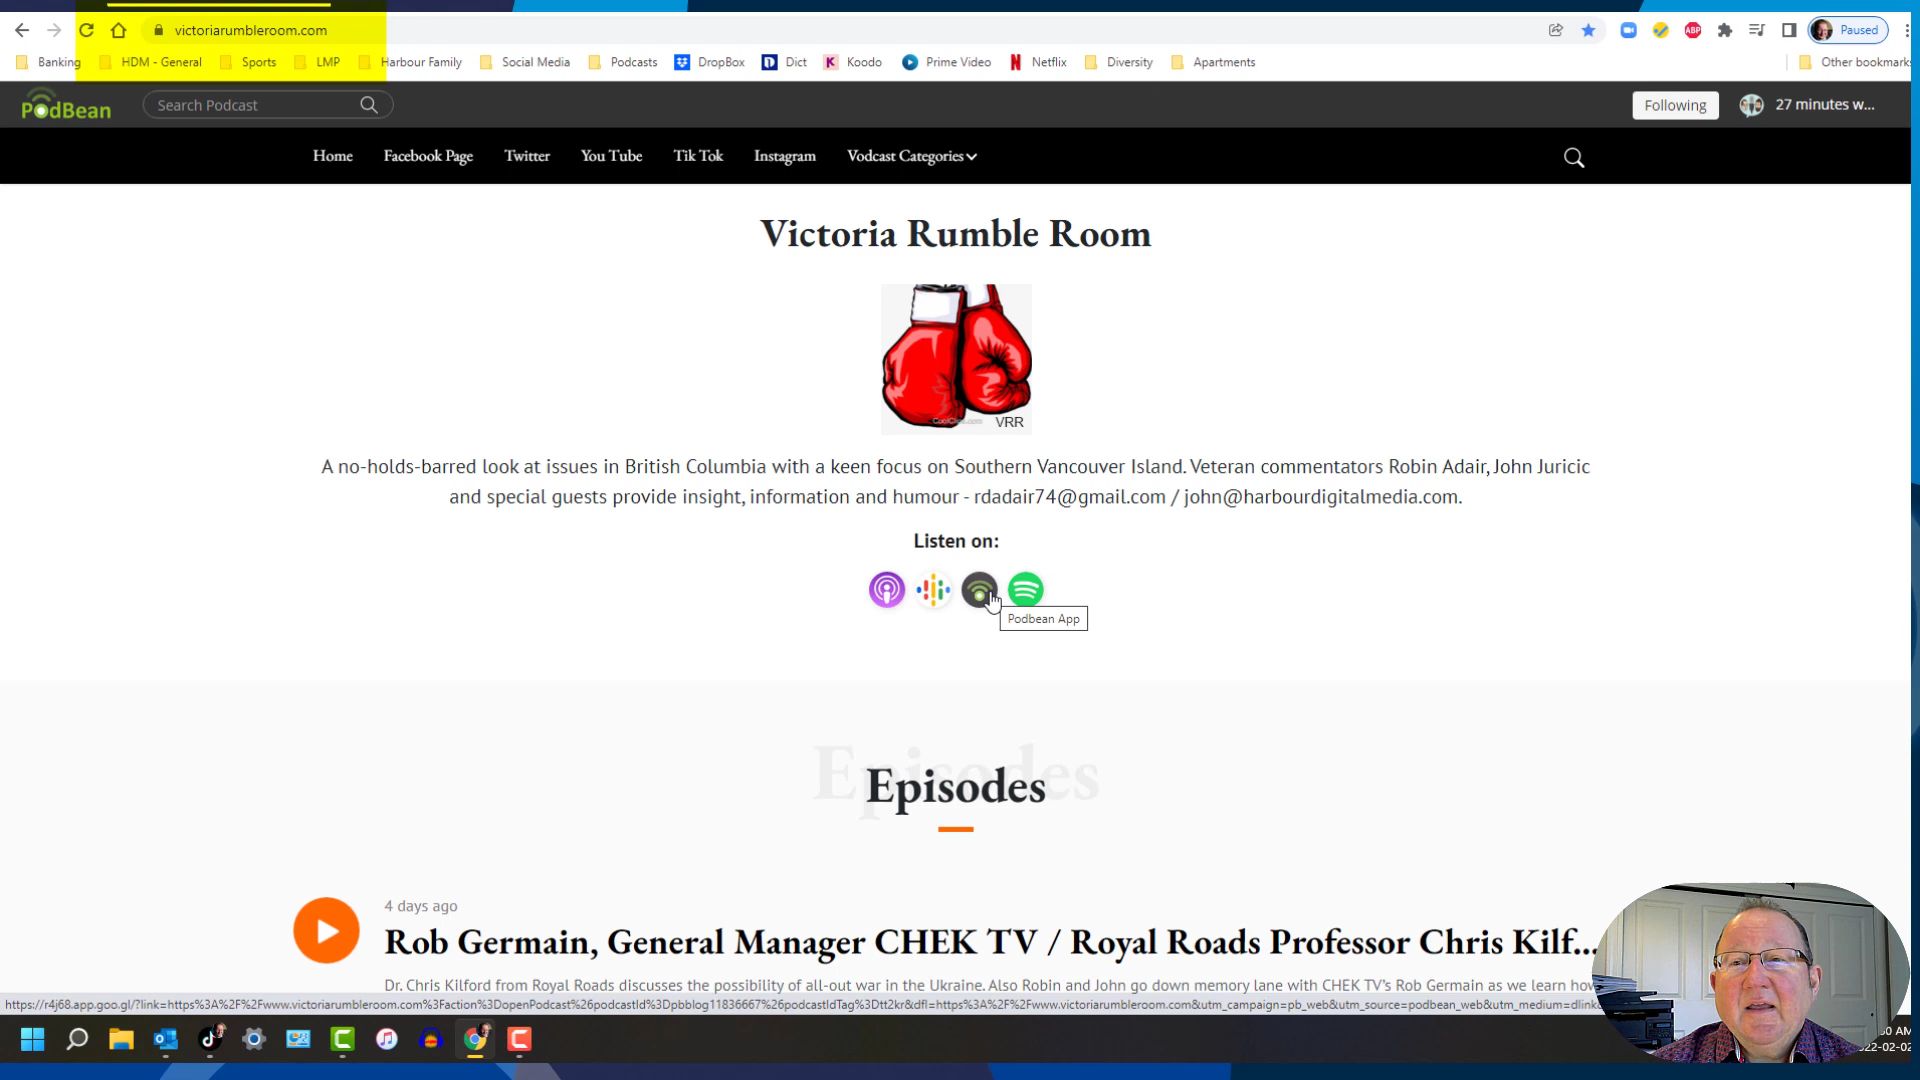 victoriarumbleroom.com
Paused
Banking HDM - General Sports LMP Harbour Family Social Media Podcasts DropBox Dict Koodo Prime Video Netflix Diversity Apartments Other bookmarks
PodBean Search Podcast Following 27 minutes w...
Home Facebook Page Twitter You Tube Tik Tok Instagram Vodcast Categories
Victoria Rumble Room
VRR
A no-holds-barred look at issues in British Columbia with a keen focus on Southern Vancouver Island. Veteran commentators Robin Adair, John Juricic
and special guests provide insight, information and humour - rdadair74@gmail.com / john@harbourdigitalmedia.com.
Listen on:
Podbean App
Episodes
Episodes
4 days ago
Rob Germain, General Manager CHEK TV / Royal Roads Professor Chris Kilf...
Dr. Chris Kilford from Royal Roads discusses the possibility of all-out war in the Ukraine. Also Robin and John go down memory lane with CHEK TV's Rob Germain as we learn how
https://r4j68.app.goo.gl/?link=https%3A%2F%2Fwww.victoriarumbleroom.com%3Faction%3DopenPodcast%26podcastId%3Dpbblog11836667%26podcastIdTag%3Dtt2kr&dfl=https%3A%2F%2Fwww.victoriarumbleroom.com&utm_campaign=pb_web&utm_source=podbean_web&utm_medium=dlink
0 AM
22-02-02